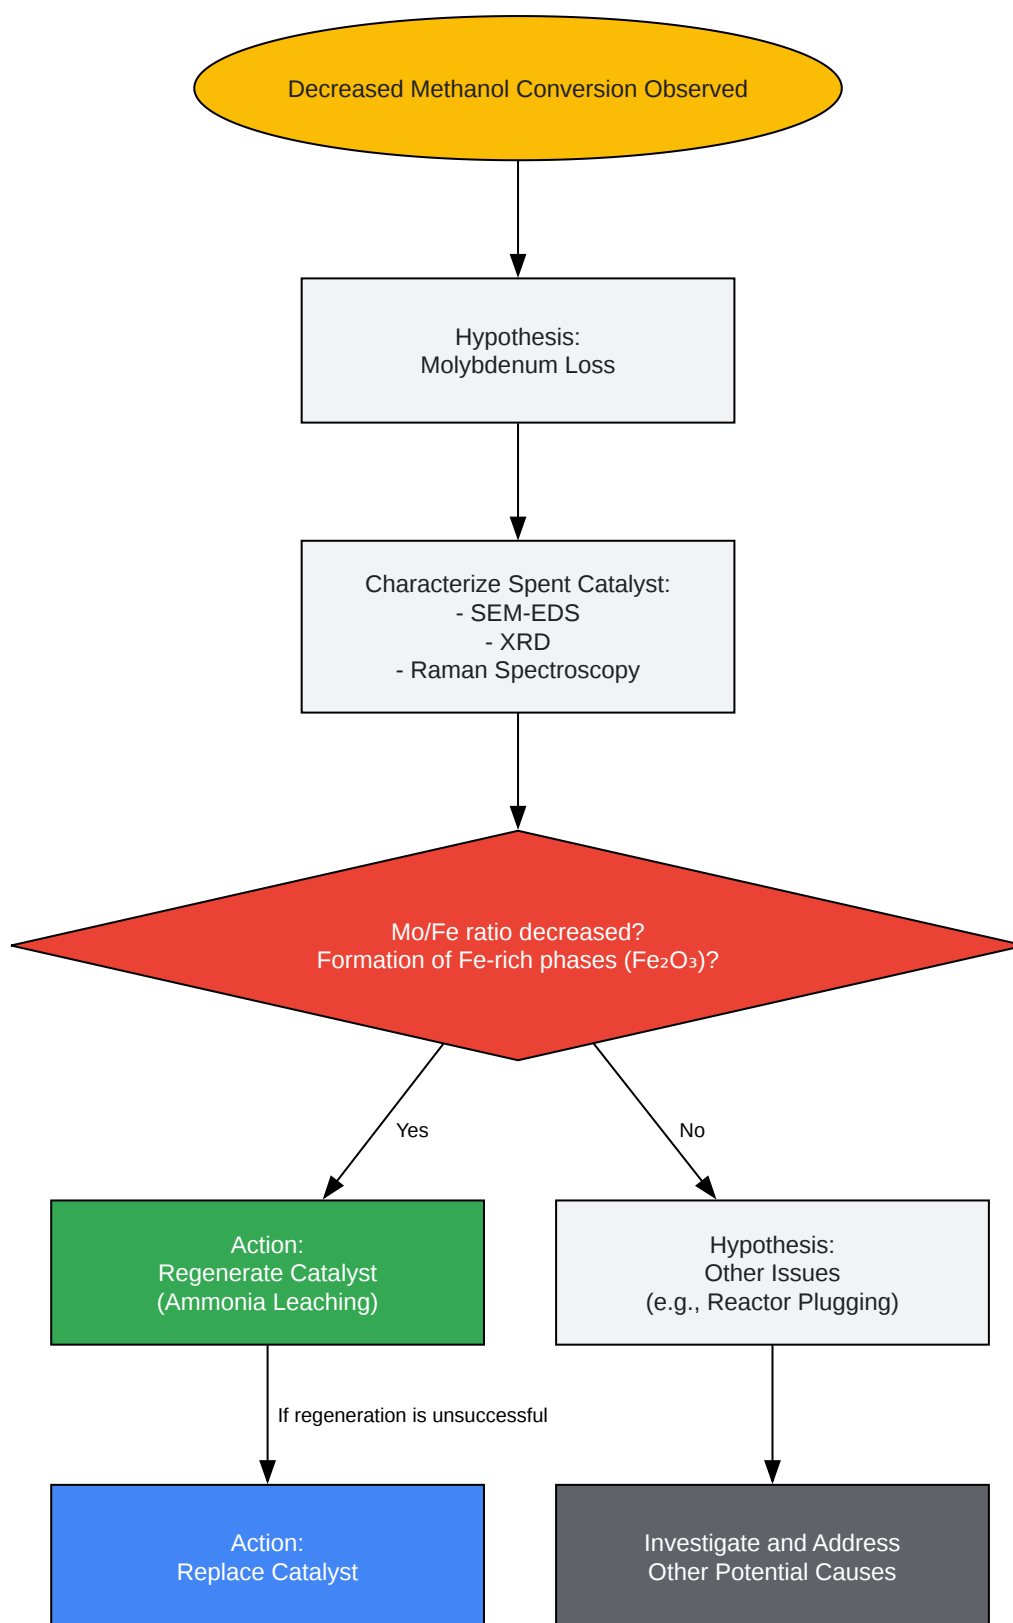 Decreased Methanol Conversion Observed
Hypothesis:
Molybdenum Loss
Characterize Spent Catalyst:
- SEM-EDS
- XRD
- Raman Spectroscopy
Mo/Fe ratio decreased?
Formation of Fe-rich phases (Fe₂O₃)?
Yes
No
Action:
Regenerate Catalyst
(Ammonia Leaching)
Hypothesis:
Other Issues
(e.g., Reactor Plugging)
If regeneration is unsuccessful
Action:
Replace Catalyst
Investigate and Address
Other Potential Causes